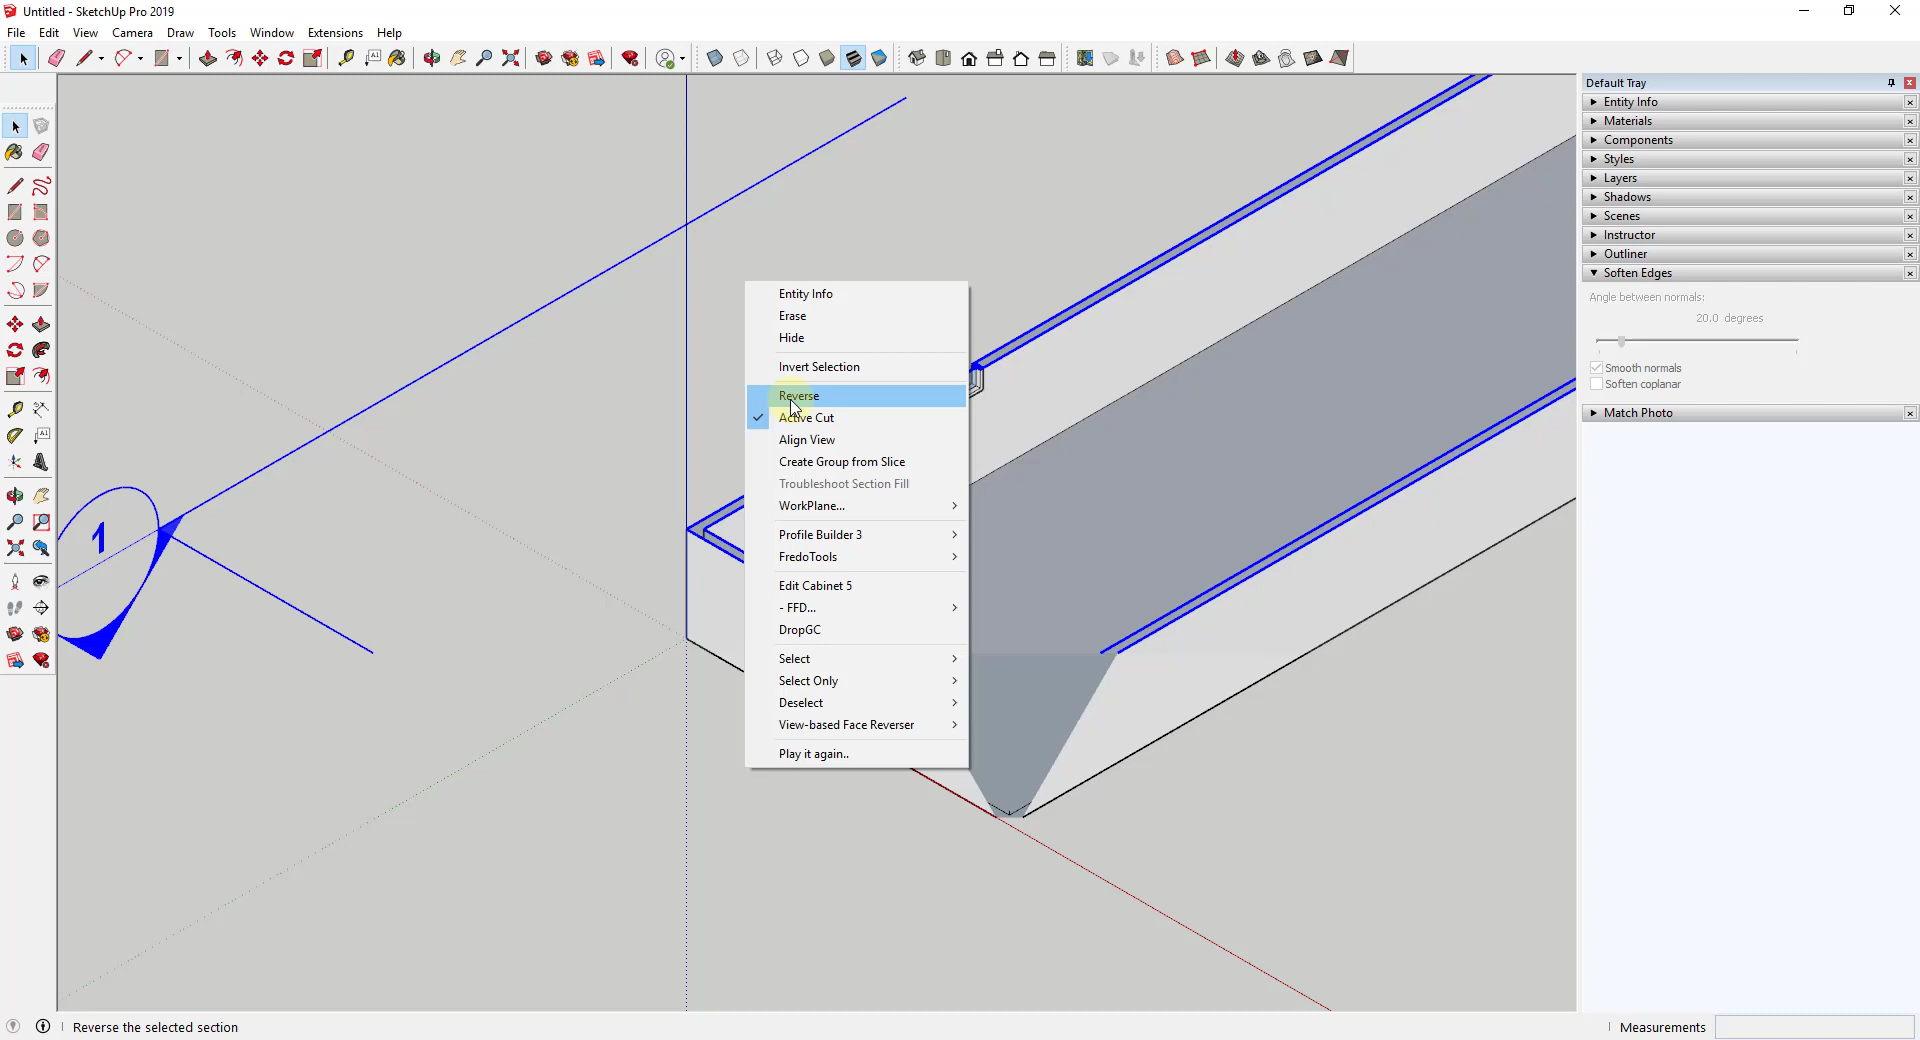 Untitled - SketchUp Pro 2019
File Edit View Camera Draw Tools Window Extensions Help
Default Tray
Entity Info
Materials
Components
Styles
Layers
Shadows
Scenes
Instructor
Outliner
Soften Edges
Angle between normals:
20.0 degrees
Smooth normals
Soften coplanar
Match Photo
Entity Info
Erase
Hide
Invert Selection
Reverse
Active Cut
Align View
Create Group from Slice
Troubleshoot Section Fill
WorkPlane...
Profile Builder 3
FredoTools
Edit Cabinet 5
- FFD...
DropGC
Select
Select Only
Deselect
View-based Face Reverser
Play it again..
1
Reverse the selected section
Measurements